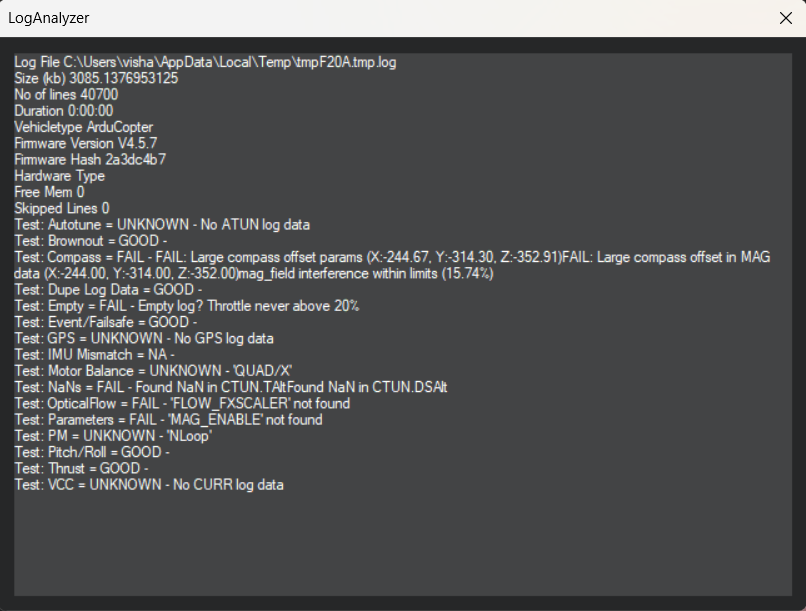 LogAnalyzer
Log File C:\Users\visha\AppData\Local\Temp\tmpF20A.tmp.log
Size (kb) 3085.1376953125
No of lines 40700
Duration 0:00:00
Vehicletype ArduCopter
Firmware Version V4.5.7
Firmware Hash 2a3dc4b7
Hardware Type
Free Mem 0
Skipped Lines 0
Test: Autotune = UNKNOWN - No ATUN log data
Test: Brownout = GOOD -
Test: Compass = FAIL - FAIL: Large compass offset params (X:-244.67, Y:-314.30, Z:-352.91)FAIL: Large compass offset in MAG
data (X:-244.00, Y:-314.00, Z:-352.00)mag_field interference within limits (15.74%)
Test: Dupe Log Data = GOOD -
Test: Empty = FAIL - Empty log? Throttle never above 20%
Test: Event/Failsafe = GOOD -
Test: GPS = UNKNOWN - No GPS log data
Test: IMU Mismatch = NA -
Test: Motor Balance = UNKNOWN - 'QUAD/X'
Test: NaNs = FAIL - Found NaN in CTUN.TAltFound NaN in CTUN.DSAlt
Test: OpticalFlow = FAIL - 'FLOW_FXSCALER' not found
Test: Parameters = FAIL - 'MAG_ENABLE' not found
Test: PM = UNKNOWN - 'NLoop'
Test: Pitch/Roll = GOOD -
Test: Thrust = GOOD -
Test: VCC = UNKNOWN - No CURR log data